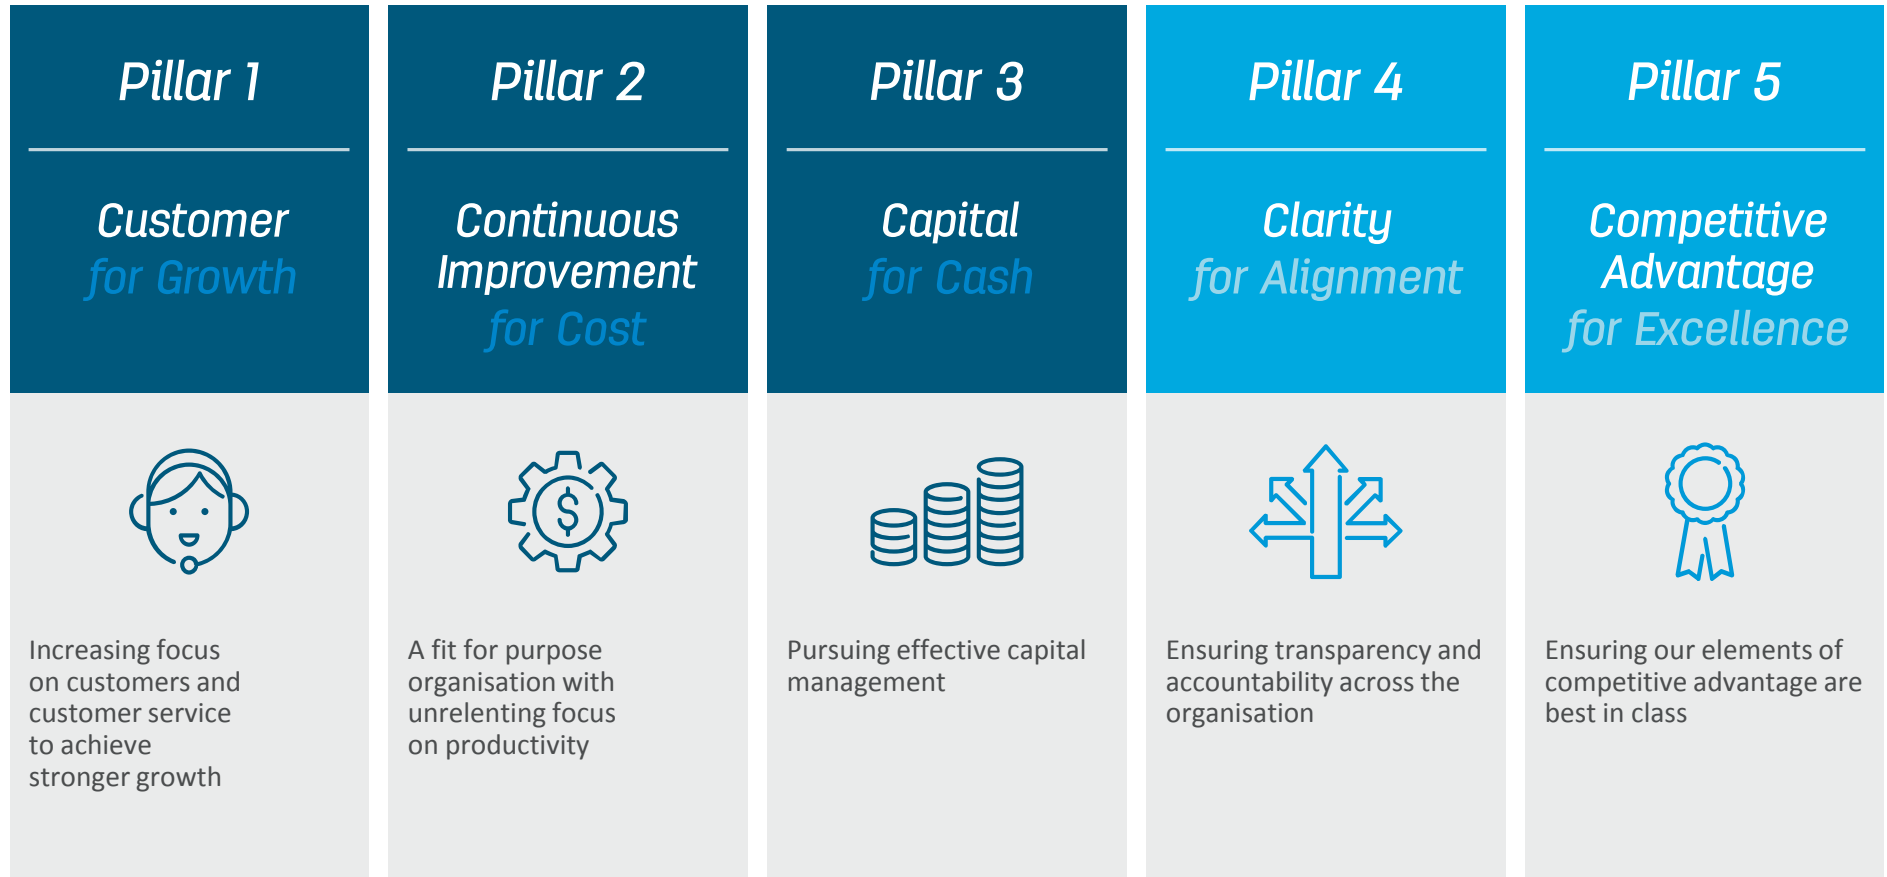 Pillar 1
Customer
for Growth
Increasing focus
on customers and
customer service
to achieve
stronger growth
Pillar 2
Continuous
Improvement
for Cost
$
A fit for purpose
organisation with
unrelenting focus
on productivity
Pillar 3
Capital
for Cash
Pursuing effective capital
management
Pillar 4
Clarity
for Alignment
Ensuring transparency and
accountability across the
organisation
Pillar 5
Competitive
Advantage
for Excellence
Ensuring our elements of
competitive advantage are
best in class